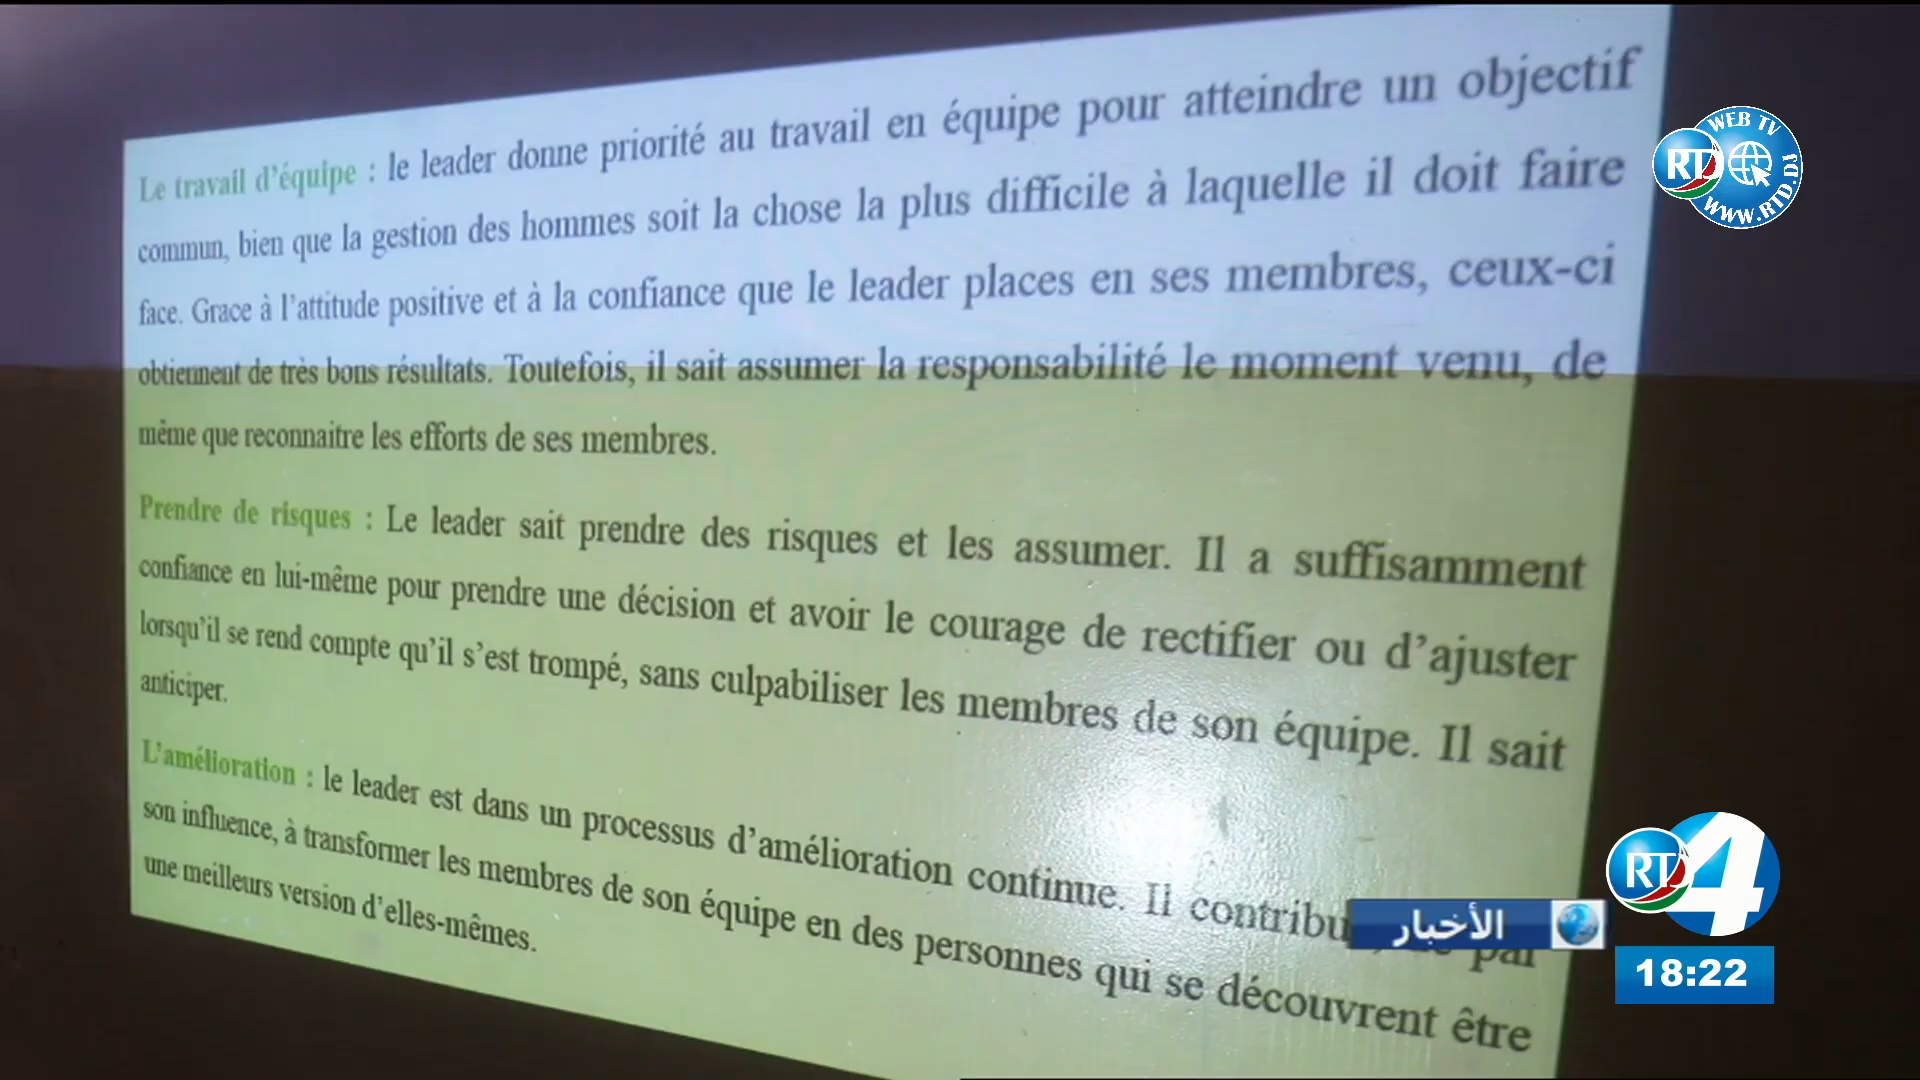 Le travail d'équipe : le leader donne priorité au travail en équipe pour atteindre un objectif
commun, bien que la gestion des hommes soit la chose la plus difficile à laquelle il doit faire
face. Grace à l'attitude positive et à la confiance que le leader places en ses membres, ceux-ci
obtiennent de très bons résultats. Toutefois, il sait assumer la responsabilité le moment venu, de
même que reconnaitre les efforts de ses membres.
Prendre de risques : Le leader sait prendre des risques et les assumer. Il a suffisamment
confiance en lui-même pour prendre une décision et avoir le courage de rectifier ou d'ajuster
lorsqu'il se rend compte qu'il s'est trompé, sans culpabiliser les membres de son équipe. Il sait
anticiper.
L'amélioration : le leader est dans un processus d'amélioration continue. Il contribu par
son influence, à transformer les membres de son équipe en des personnes qui se découvrent être
une meilleurs version d'elles-mêmes.
WEB TV
RTD
WWW.RTD.DJ
الأخبار
RTD 4
18:22